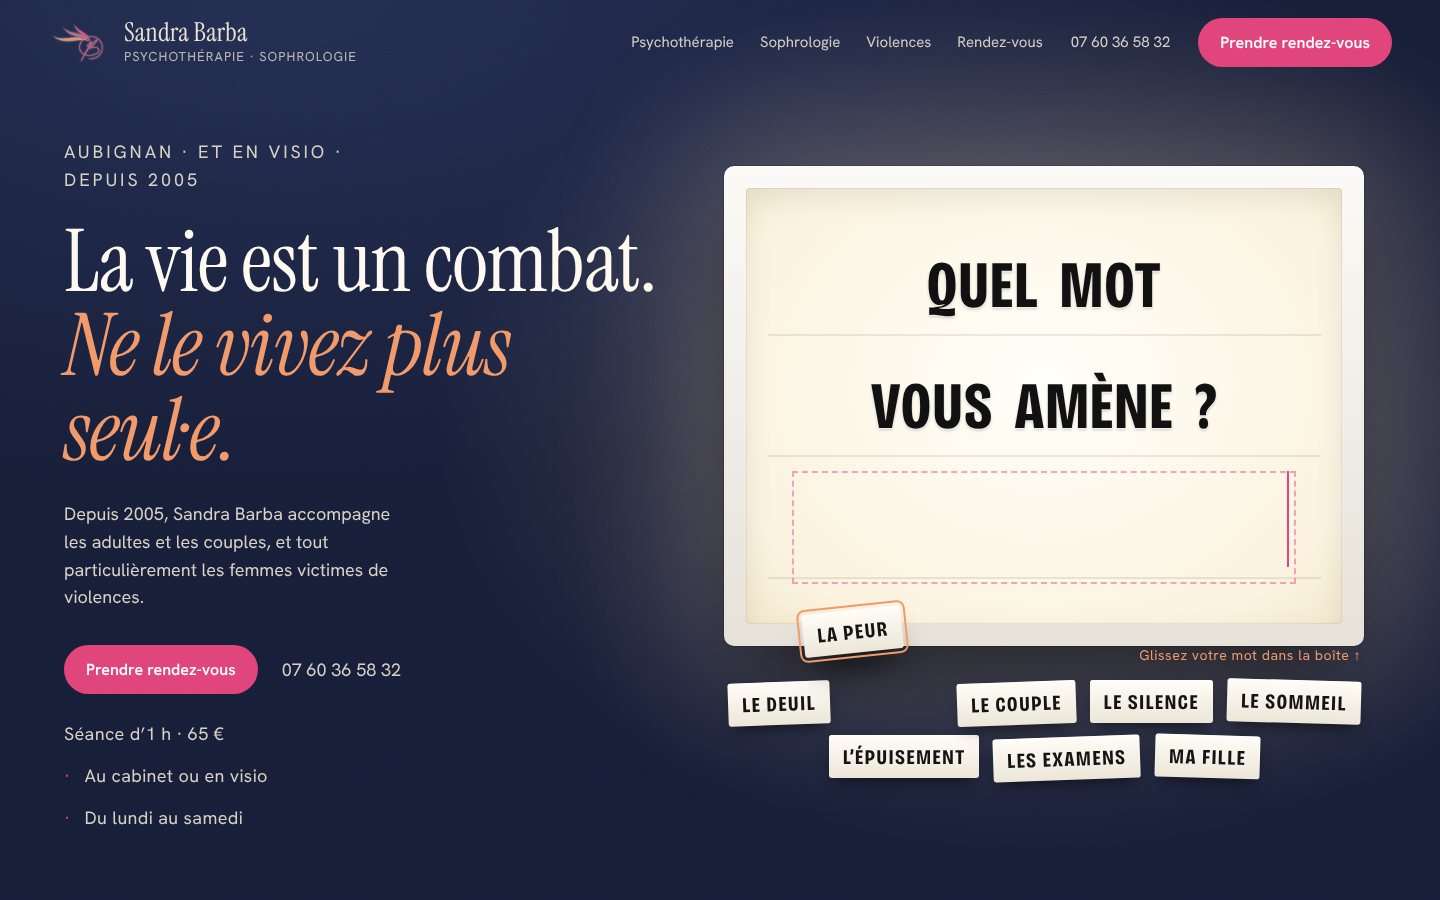 Sandra Barba
PSYCHOTHÉRAPIE · SOPHROLOGIE
Psychothérapie
Sophrologie
Violences
Rendez-vous
07 60 36 58 32
Prendre rendez-vous
AUBIGNAN · ET EN VISIO ·
DEPUIS 2005
La vie est un combat.
Ne le vivez plus
seul·e.
Depuis 2005, Sandra Barba accompagne
les adultes et les couples, et tout
particulièrement les femmes victimes de
violences.
Prendre rendez-vous
07 60 36 58 32
Séance d’1 h · 65 €
· Au cabinet ou en visio
· Du lundi au samedi
QUEL MOT
VOUS AMÈNE ?
LA PEUR
Glissez votre mot dans la boîte ↑
LE DEUIL
LE COUPLE
LE SILENCE
LE SOMMEIL
L’ÉPUISEMENT
LES EXAMENS
MA FILLE